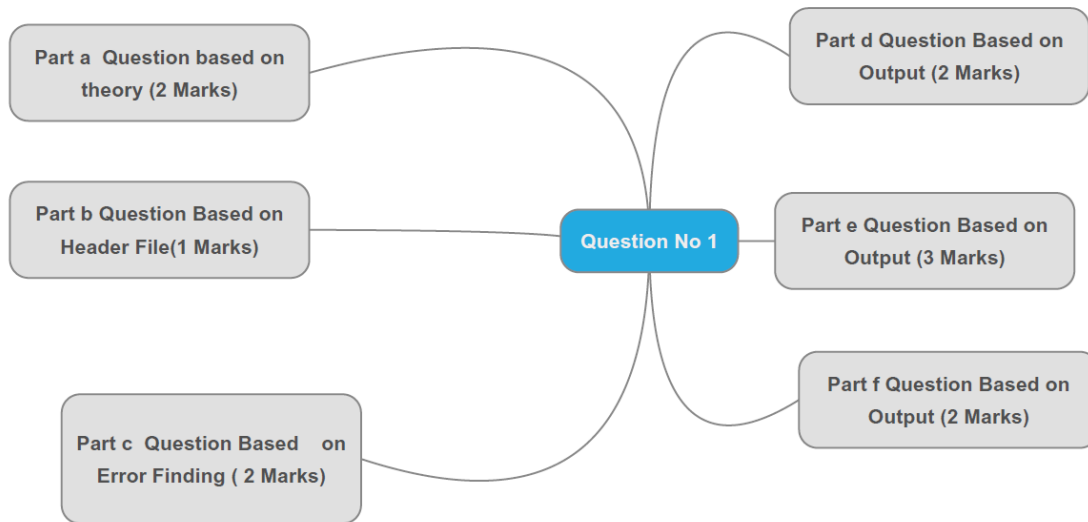 Part a  Question based on
theory (2 Marks)
Part b Question Based on
Header File(1 Marks)
Part c  Question Based   on
Error Finding ( 2 Marks)
Question No 1
Part d Question Based on
Output (2 Marks)
Part e Question Based on
Output (3 Marks)
Part f Question Based on
Output (2 Marks)